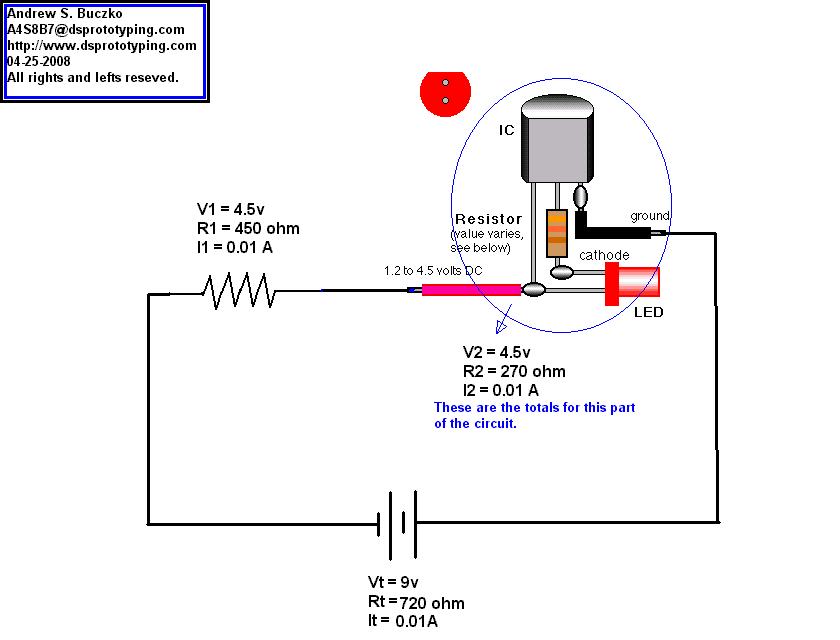 Andrew S. Buczko
A4S8B7@dsprototyping.com
http://www.dsprototyping.com
04-25-2008
All rights and lefts reseved.
IC
V1 = 4.5v
R1 = 450 ohm
I1 = 0.01 A
Resistor
(value varies,
see below)
ground
cathode
1.2 to 4.5 volts DC
LED
V2 = 4.5v
R2 = 270 ohm
I2 = 0.01 A
These are the totals for this part
of the circuit.
Vt = 9v
Rt = 720 ohm
It = 0.01A